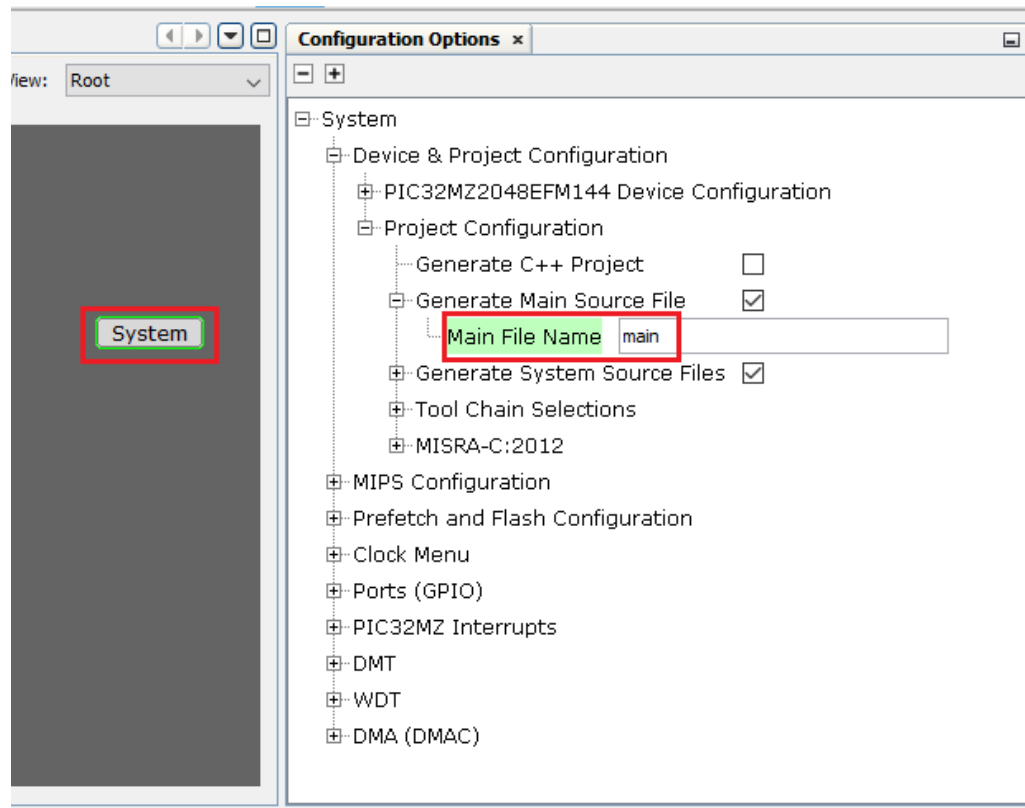 Configuration Options ×
View: Root
System
Device & Project Configuration
PIC32MZ2048EFM144 Device Configuration
Project Configuration
Generate C++ Project
Generate Main Source File
System
Main File Name main
Generate System Source Files
Tool Chain Selections
MISRA-C:2012
MIPS Configuration
Prefetch and Flash Configuration
Clock Menu
Ports (GPIO)
PIC32MZ Interrupts
DMT
WDT
DMA (DMAC)